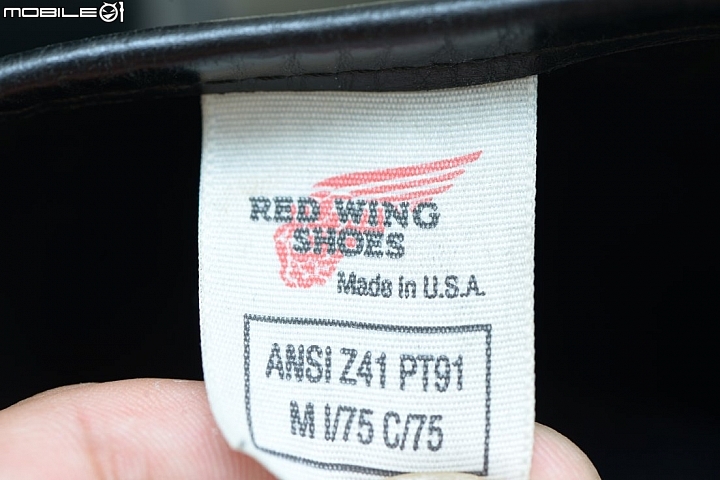 MOBILE01
RED WING
SHOES
Made in U.S.A.
ANSI Z41 PT91
M I/75 C/75